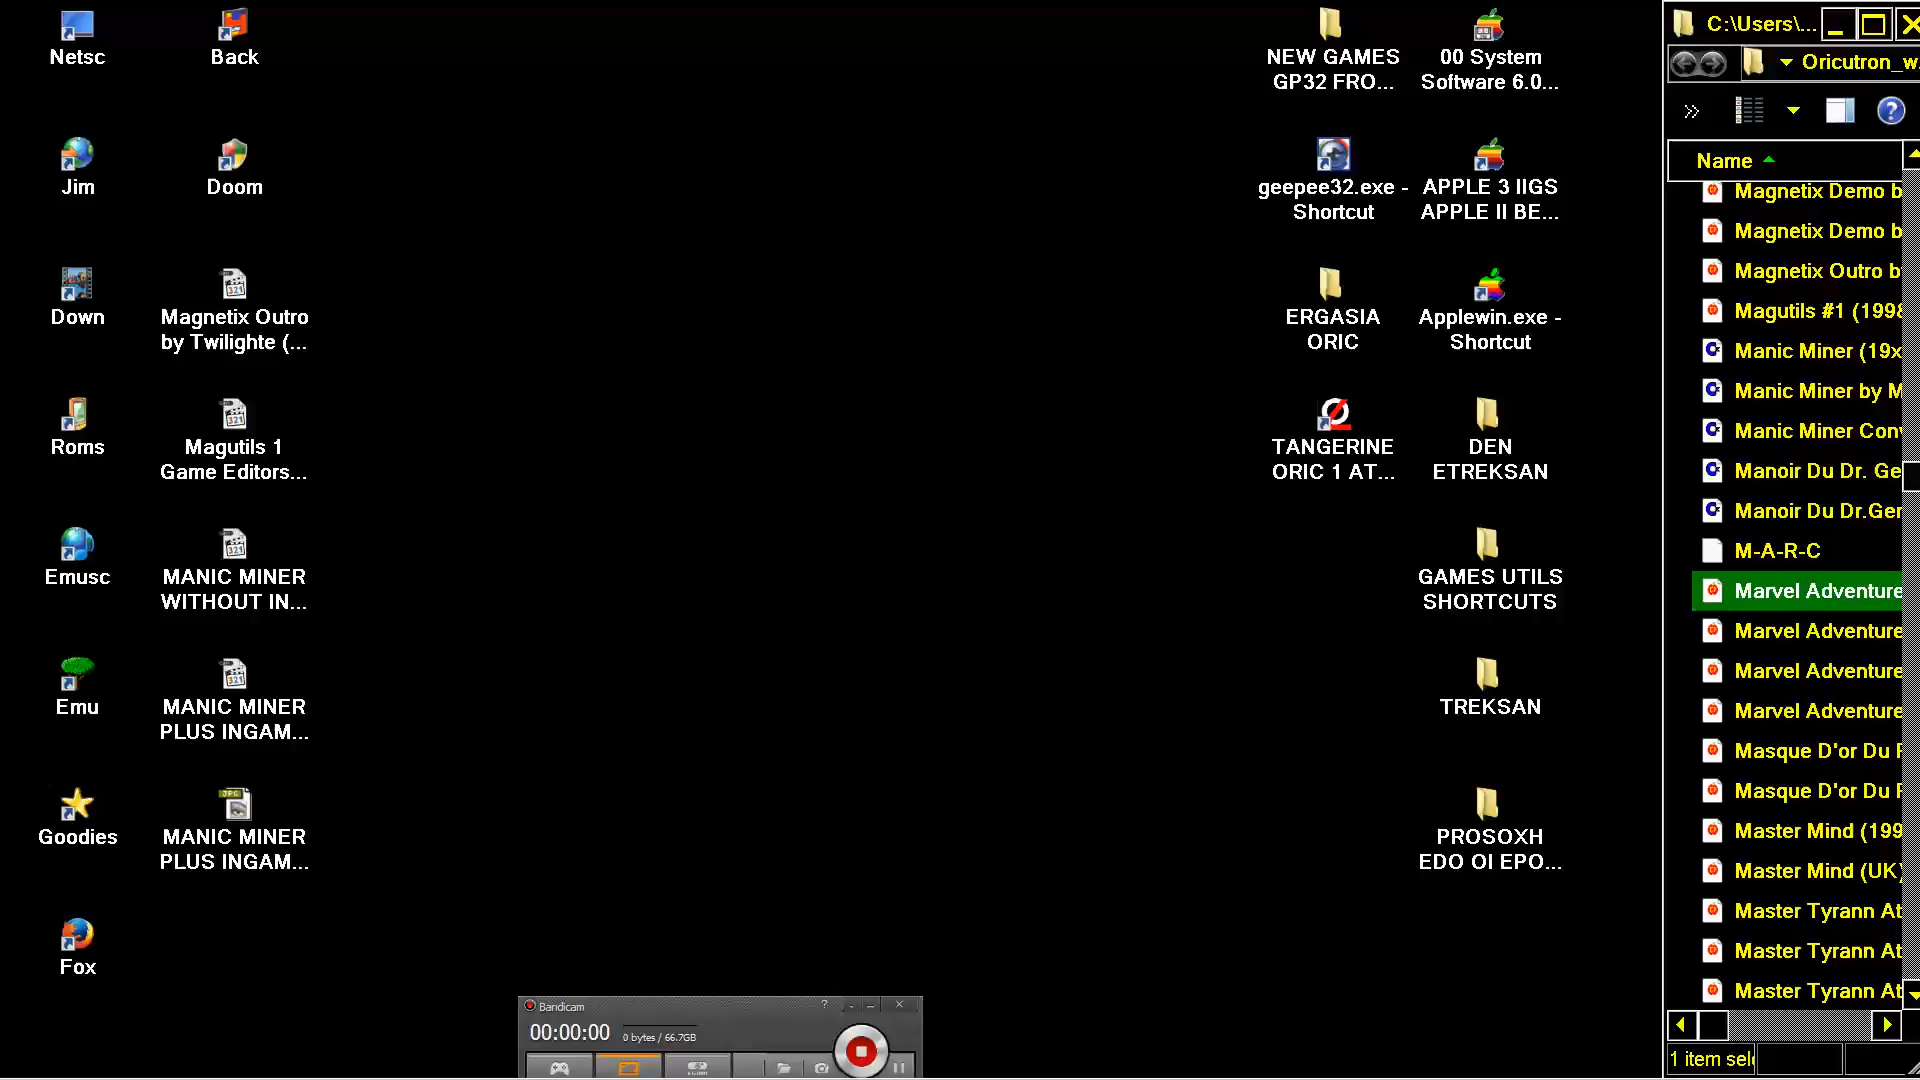 Netsc
Back
Jim
Doom
Down
Magnetix Outro
by Twilighte (...
Roms
Magutils 1
Game Editors...
Emusc
MANIC MINER
WITHOUT IN...
Emu
MANIC MINER
PLUS INGAM...
Goodies
MANIC MINER
PLUS INGAM...
Fox
NEW GAMES
GP32 FRO...
00 System
Software 6.0...
geepee32.exe -
Shortcut
APPLE 3 IIGS
APPLE II BE...
ERGASIA
ORIC
Applewin.exe -
Shortcut
TANGERINE
ORIC 1 AT...
DEN
ETREKSAN
GAMES UTILS
SHORTCUTS
TREKSAN
PROSOXH
EDO OI EPO...
Bandicam
00:00:00
0 bytes / 66.7GB
C:\Users\...
Oricutron_w
Name
Magnetix Demo b
Magnetix Demo b
Magnetix Outro b
Magutils #1 (1998
Manic Miner (19x
Manic Miner by M
Manic Miner Conv
Manoir Du Dr. Ge
Manoir Du Dr.Ger
M-A-R-C
Marvel Adventure
Marvel Adventure
Marvel Adventure
Marvel Adventure
Masque D'or Du
Masque D'or Du
Master Mind (199
Master Mind (UK)
Master Tyrann At
Master Tyrann At
Master Tyrann At
1 item sele